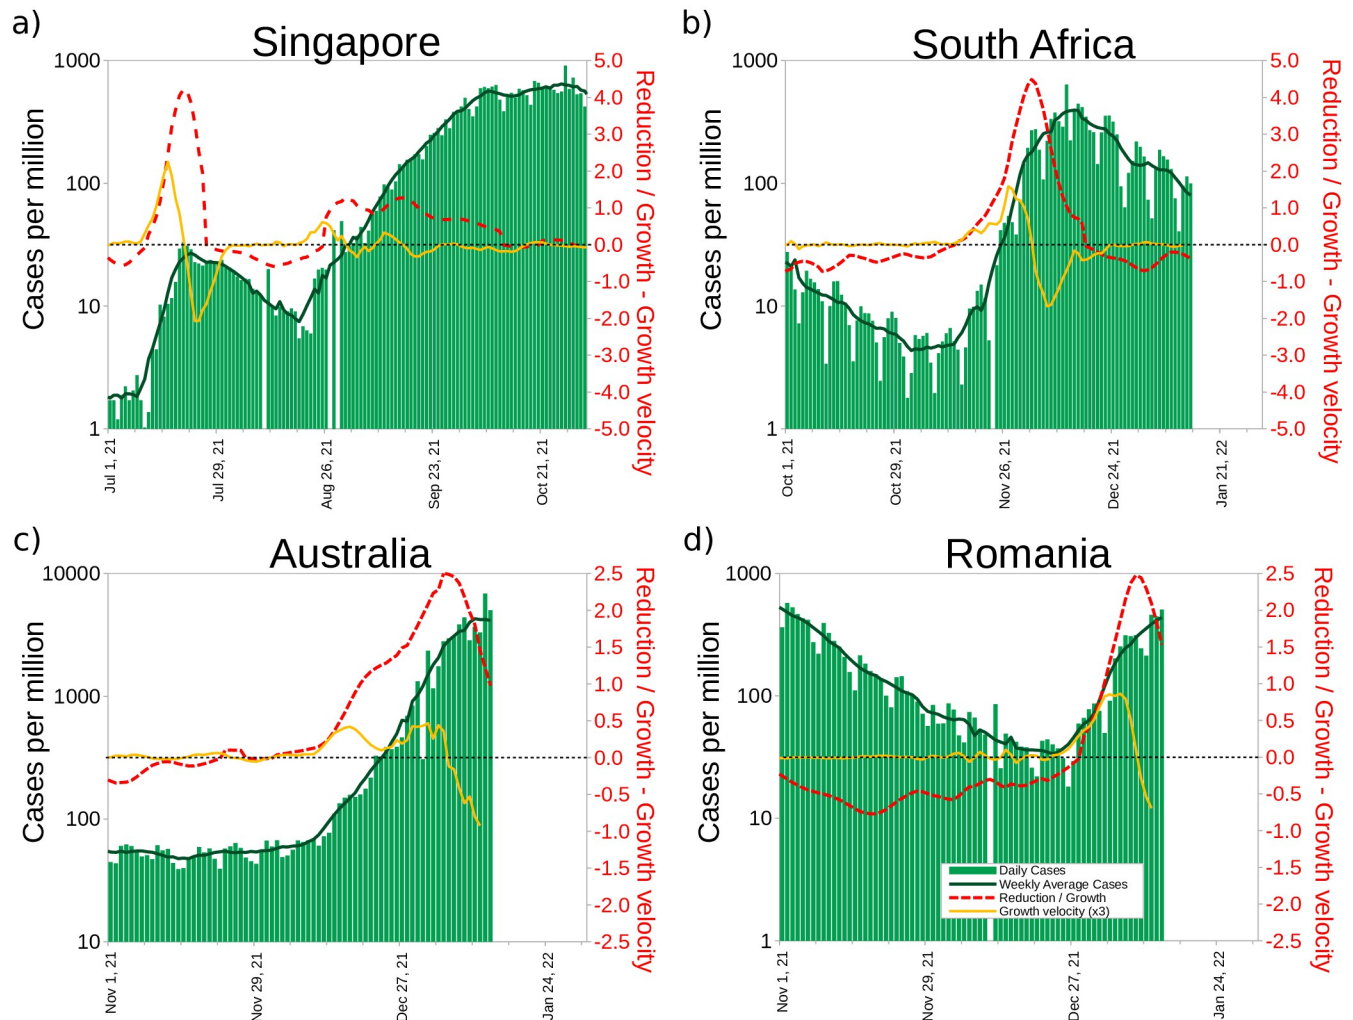 a)
Singapore
Cases per million
1000
100
10
1
5.0
4.0
3.0
2.0
1.0
0.0
-1.0
-2.0
-3.0
-4.0
-5.0
Reduction / Growth - Growth velocity
Jul 1, 21
Jul 29, 21
Aug 26, 21
Sep 23, 21
Oct 21, 21
b)
South Africa
Cases per million
1000
100
10
1
5.0
4.0
3.0
2.0
1.0
0.0
-1.0
-2.0
-3.0
-4.0
-5.0
Reduction / Growth - Growth velocity
Oct 1, 21
Oct 29, 21
Nov 26, 21
Dec 24, 21
Jan 21, 22
c)
Australia
Cases per million
10000
1000
100
10
2.5
2.0
1.5
1.0
0.5
0.0
-0.5
-1.0
-1.5
-2.0
-2.5
Reduction / Growth - Growth velocity
Nov 1, 21
Nov 29, 21
Dec 27, 21
Jan 24, 22
d)
Romania
Cases per million
1000
100
10
1
2.5
2.0
1.5
1.0
0.5
0.0
-0.5
-1.0
-1.5
-2.0
-2.5
Reduction / Growth - Growth velocity
Daily Cases
Weekly Average Cases
Reduction / Growth
Growth velocity (x3)
Nov 1, 21
Nov 29, 21
Dec 27, 21
Jan 24, 22